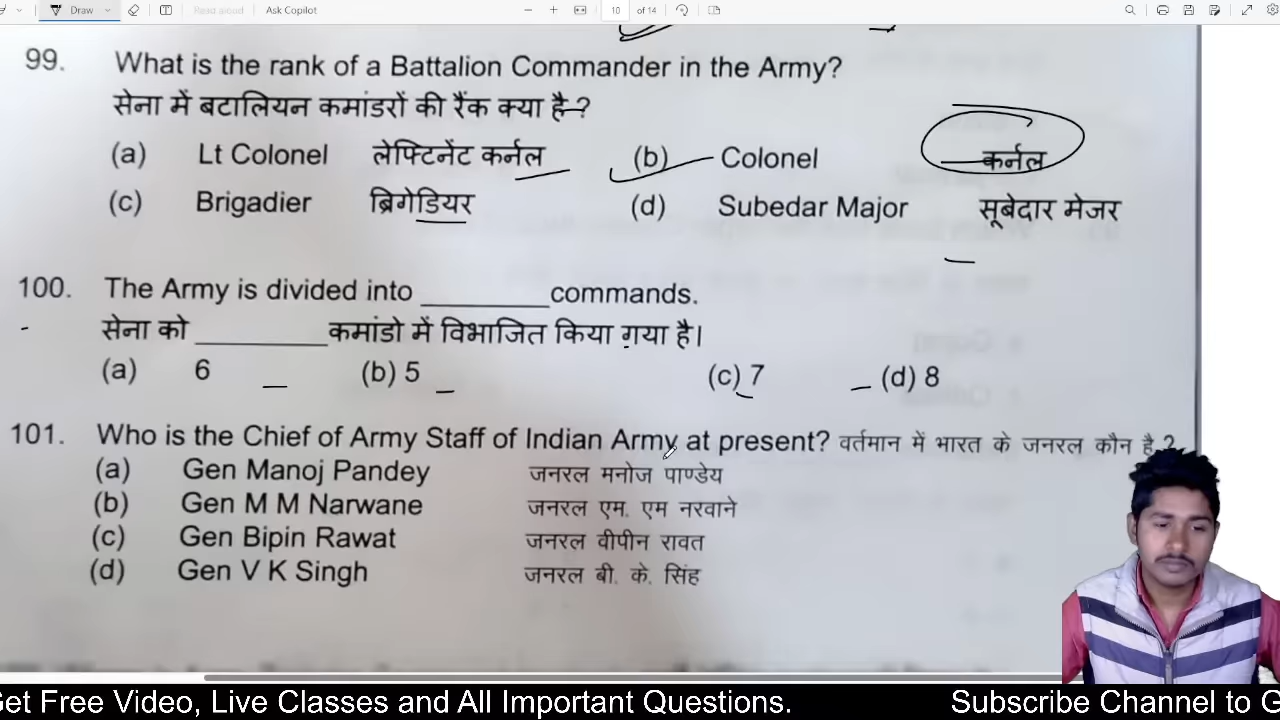 Draw
Read aloud
Ask Copilot
10 of 14
99. What is the rank of a Battalion Commander in the Army?
सेना में बटालियन कमांडरों की रैंक क्या है ?
(a) Lt Colonel लेफ्टिनेंट कर्नल (b) Colonel कर्नल
(c) Brigadier ब्रिगेडियर (d) Subedar Major सूबेदार मेजर
100. The Army is divided into _________commands.
सेना को _________कमांडो में विभाजित किया गया है।
(a) 6 (b) 5 (c) 7 (d) 8
101. Who is the Chief of Army Staff of Indian Army at present? वर्तमान में भारत के जनरल कौन है ?
(a) Gen Manoj Pandey जनरल मनोज पाण्डेय
(b) Gen M M Narwane जनरल एम. एम नरवाने
(c) Gen Bipin Rawat जनरल वीपीन रावत
(d) Gen V K Singh जनरल बी. के. सिंह
Get Free Video, Live Classes and All Important Questions. Subscribe Channel to G